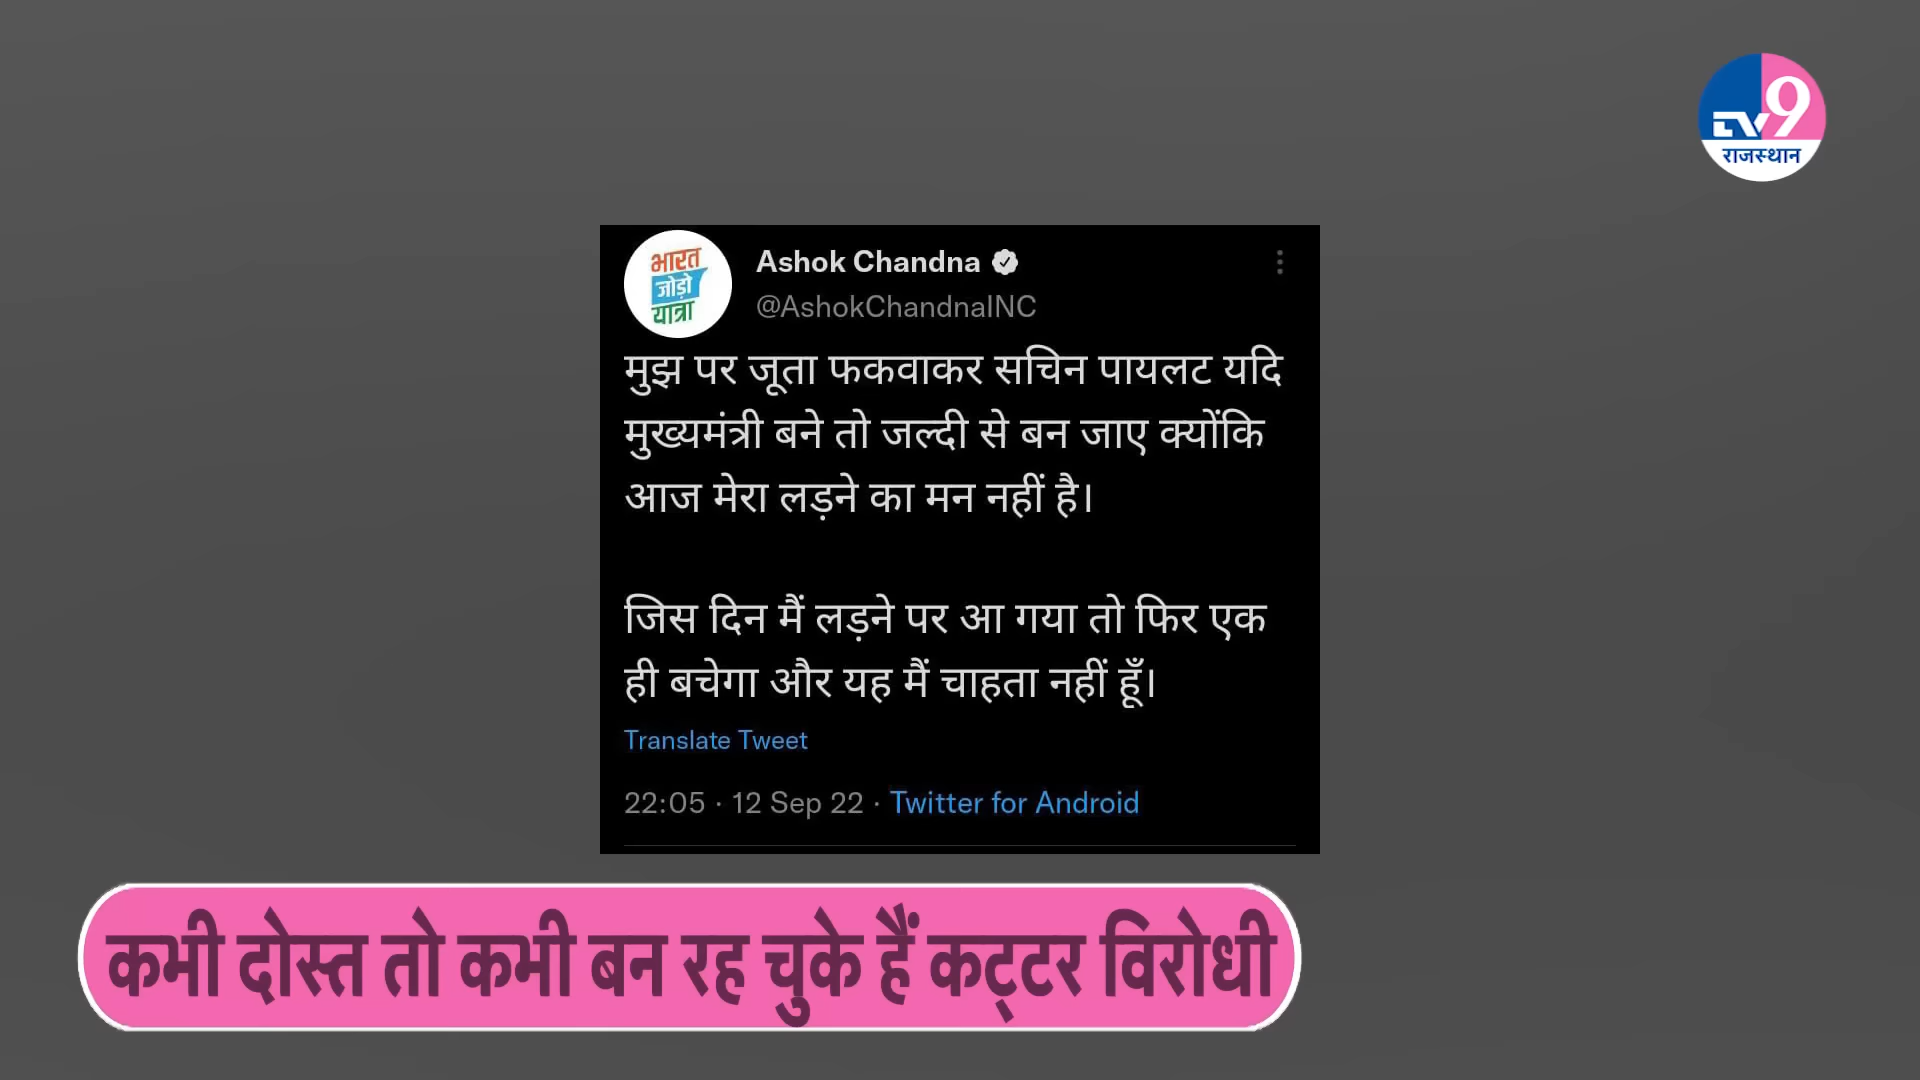 tv9
राजस्थान
भारत
जोड़ो
यात्रा
Ashok Chandna
@AshokChandnaINC
मुझ पर जूता फकवाकर सचिन पायलट यदि
मुख्यमंत्री बने तो जल्दी से बन जाए क्योंकि
आज मेरा लड़ने का मन नहीं है।
जिस दिन मैं लड़ने पर आ गया तो फिर एक
ही बचेगा और यह मैं चाहता नहीं हूँ।
Translate Tweet
22:05 · 12 Sep 22 · Twitter for Android
कभी दोस्त तो कभी बन रह चुके हैं कट्टर विरोधी